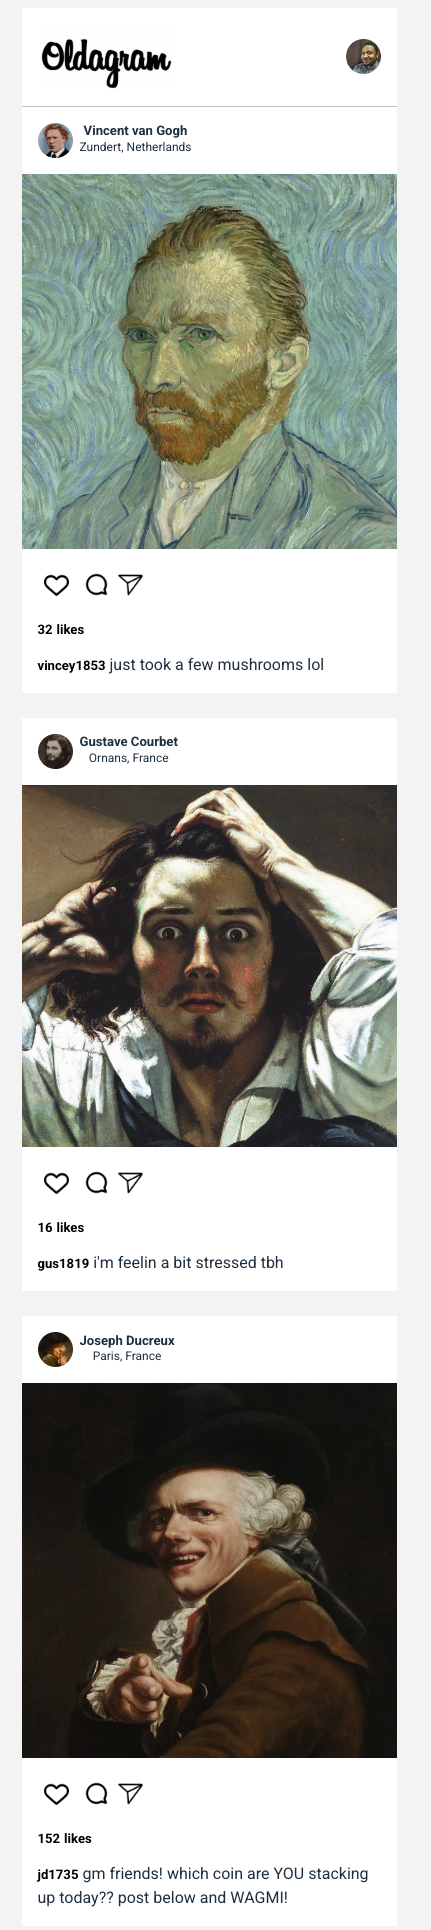 Oldagram
Vincent van Gogh
Zundert, Netherlands
32 likes
vincey1853 just took a few mushrooms lol
Gustave Courbet
Ornans, France
16 likes
gus1819 i'm feelin a bit stressed tbh
Joseph Ducreux
Paris, France
152 likes
jd1735 gm friends! which coin are YOU stacking
up today?? post below and WAGMI!